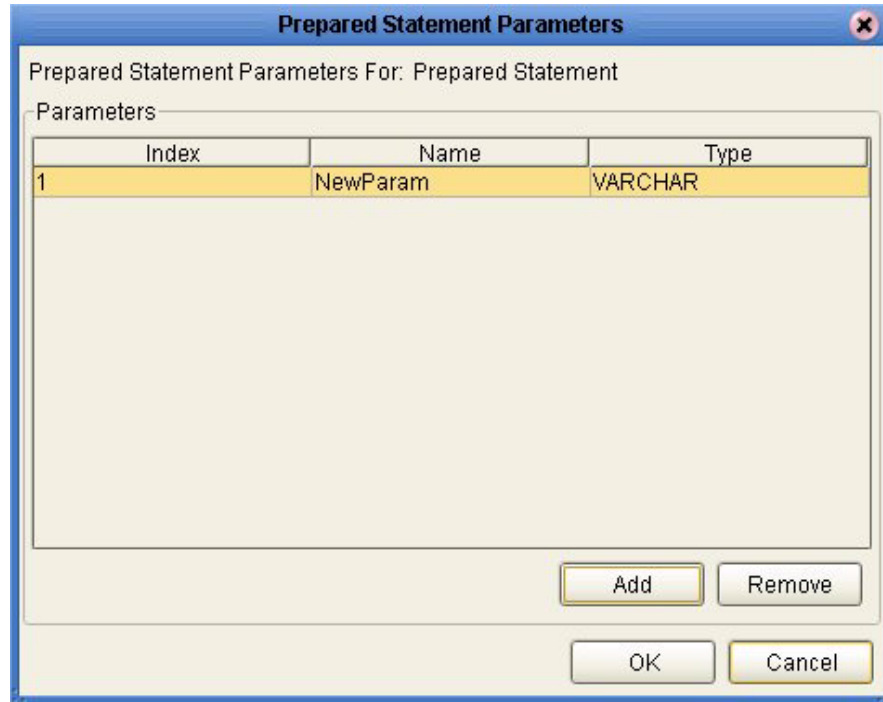 Prepared Statement Parameters
Prepared Statement Parameters For: Prepared Statement
Parameters
Index Name Type
1 NewParam VARCHAR
Add Remove
OK Cancel